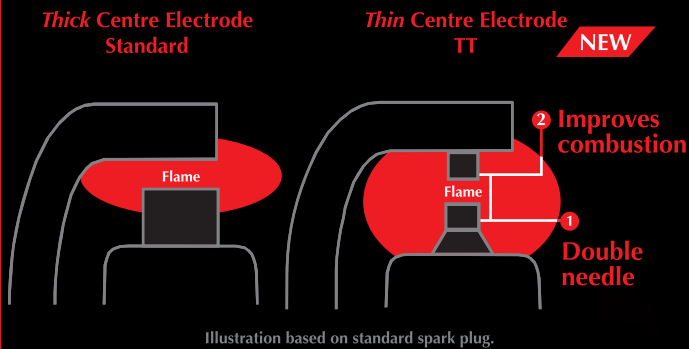 Thick Centre Electrode
Standard
Thin Centre Electrode
TT
NEW
Flame
Flame
2 Improves
combustion
1
Double
needle
Illustration based on standard spark plug.